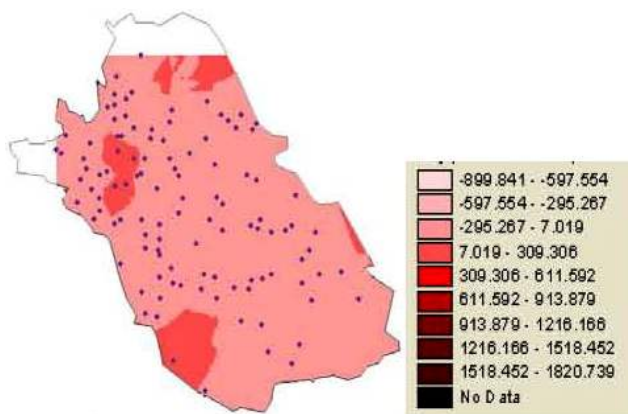 -899.841 - -597.554
-597.554 - -295.267
-295.267 - 7.019
7.019 - 309.306
309.306 - 611.592
611.592 - 913.879
913.879 - 1216.166
1216.166 - 1518.452
1518.452 - 1820.739
No Data